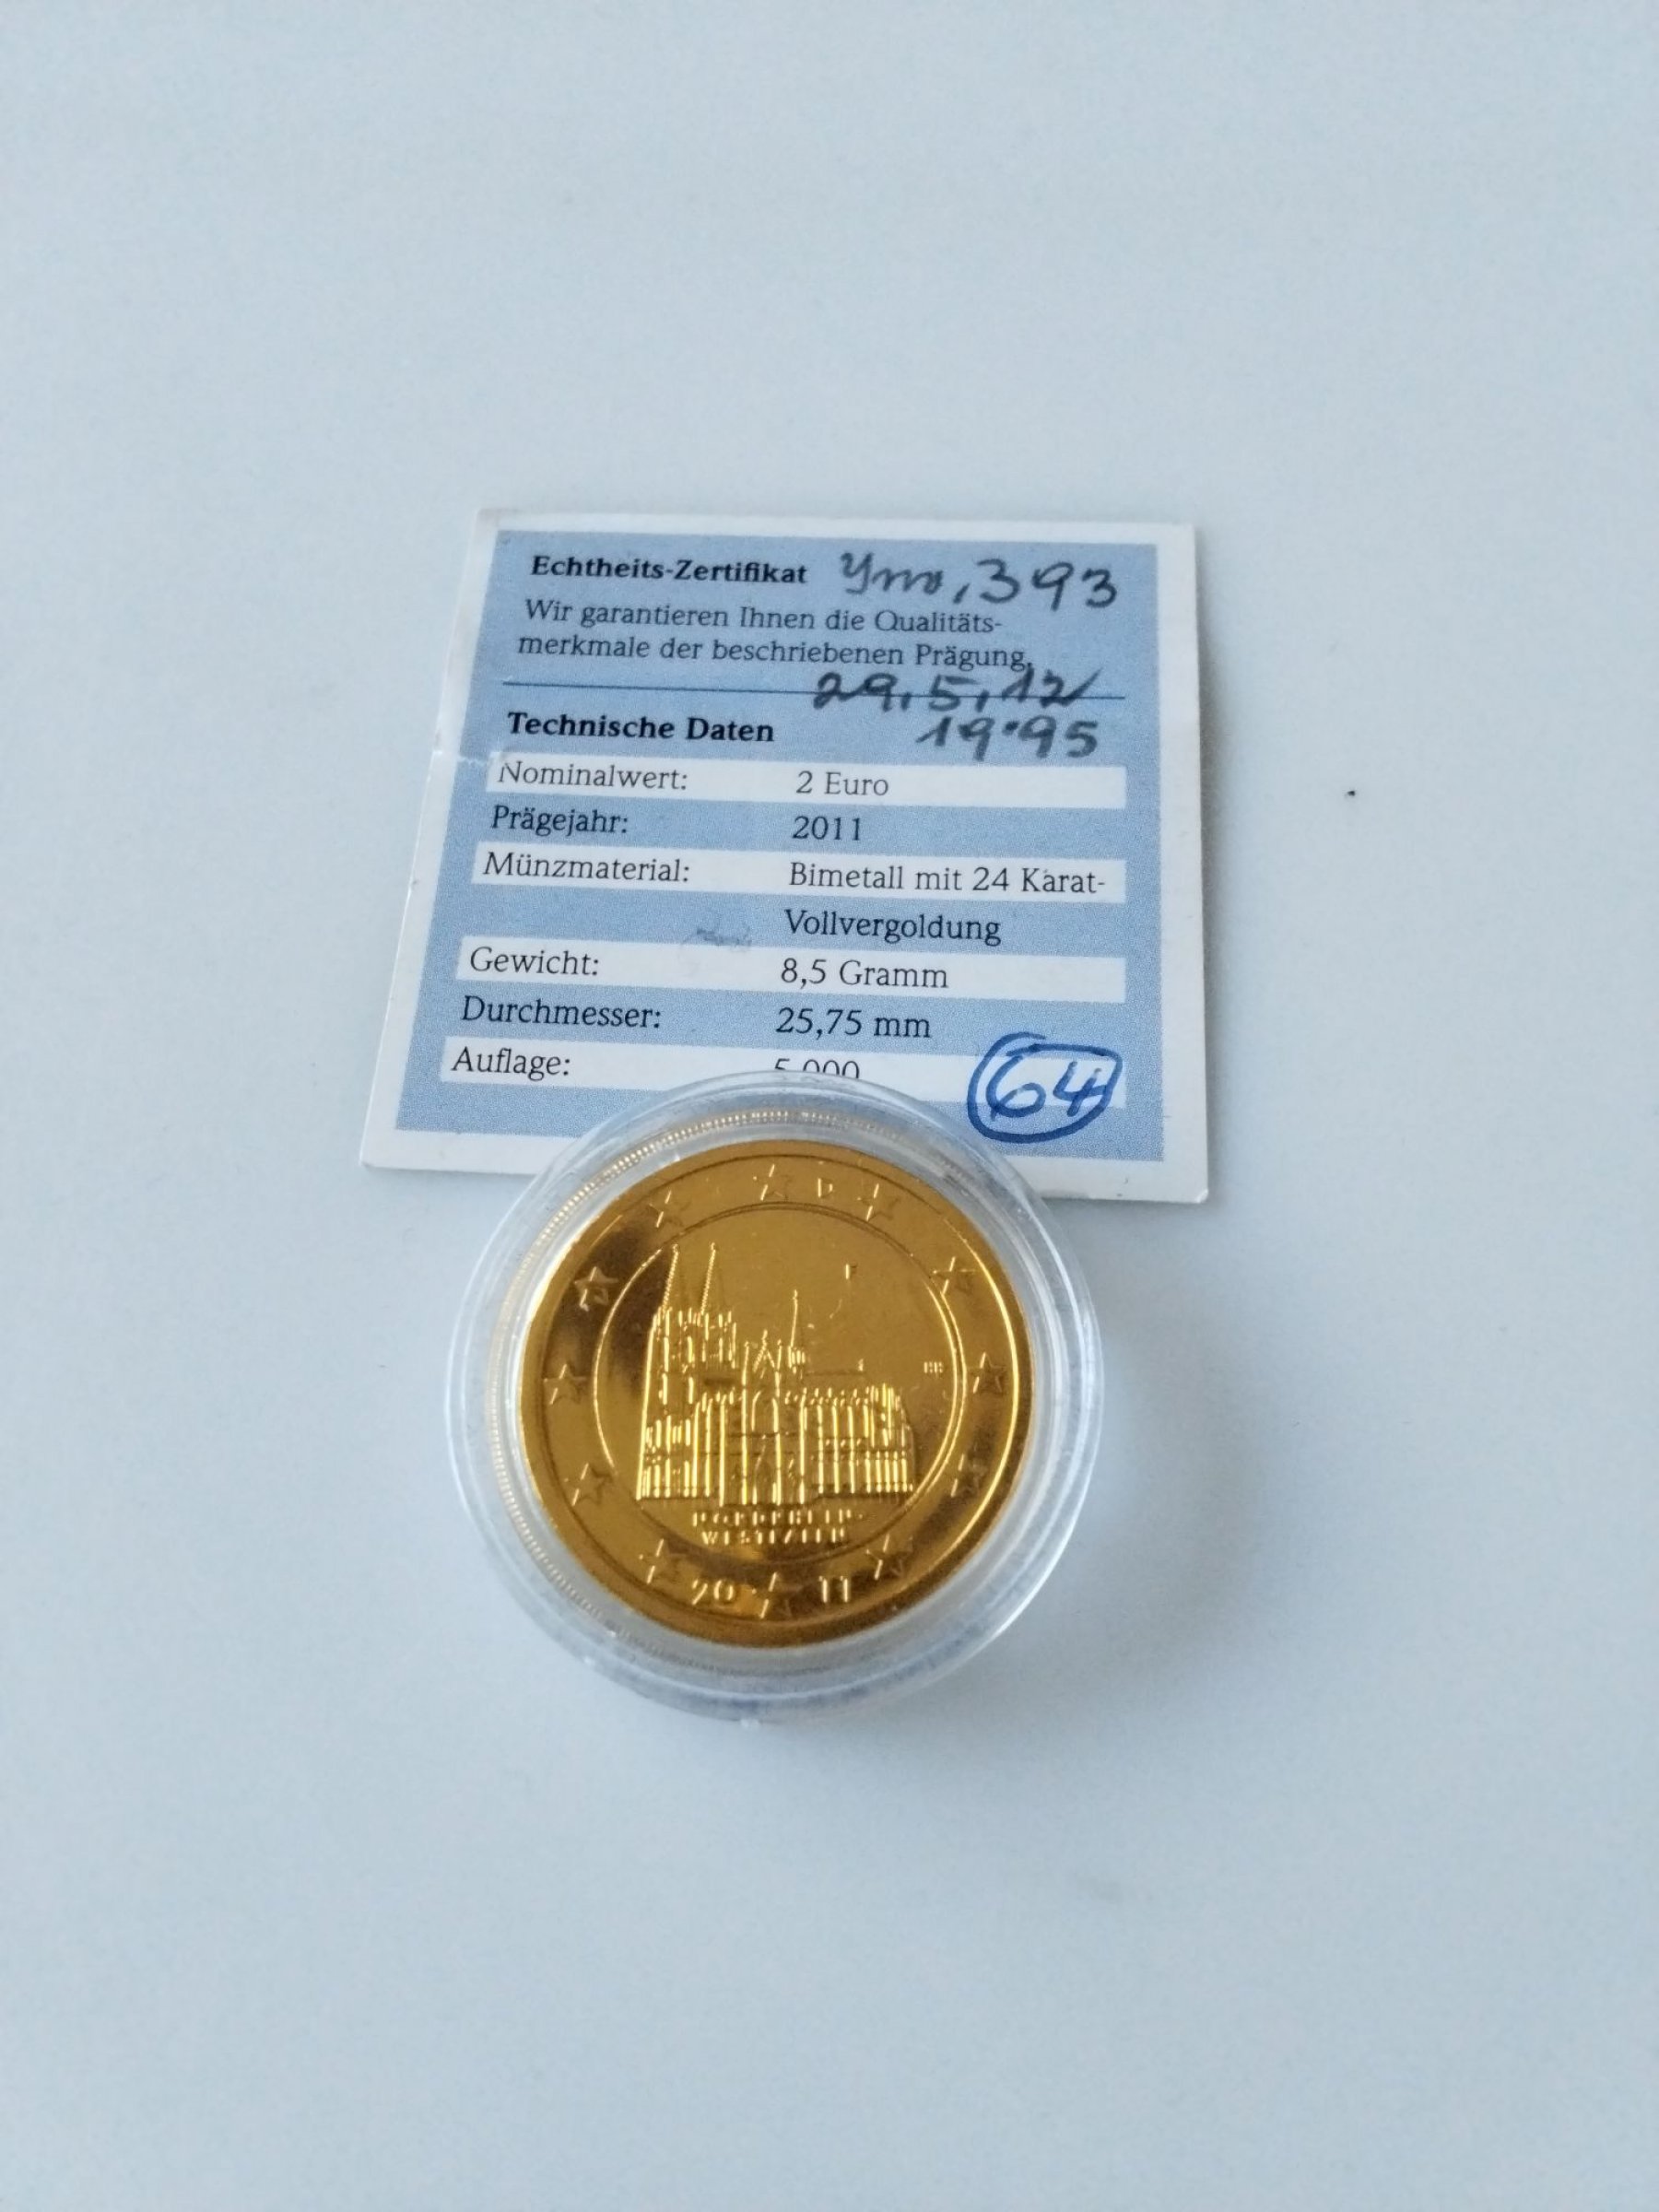 Echtheits-Zertifikat
393
Wir garantieren Ihnen die Qualitäts-
merkmale der beschriebenen Prägung.
29,5,12
Technische Daten
19.95
Nominalwert: 2 Euro
Prägejahr: 2011
Münzmaterial: Bimetall mit 24 Karat-
Vollvergoldung
Gewicht: 8,5 Gramm
Durchmesser: 25,75 mm
Auflage: 5.000
64
D
NORDRHEIN-
WESTFALEN
20 11